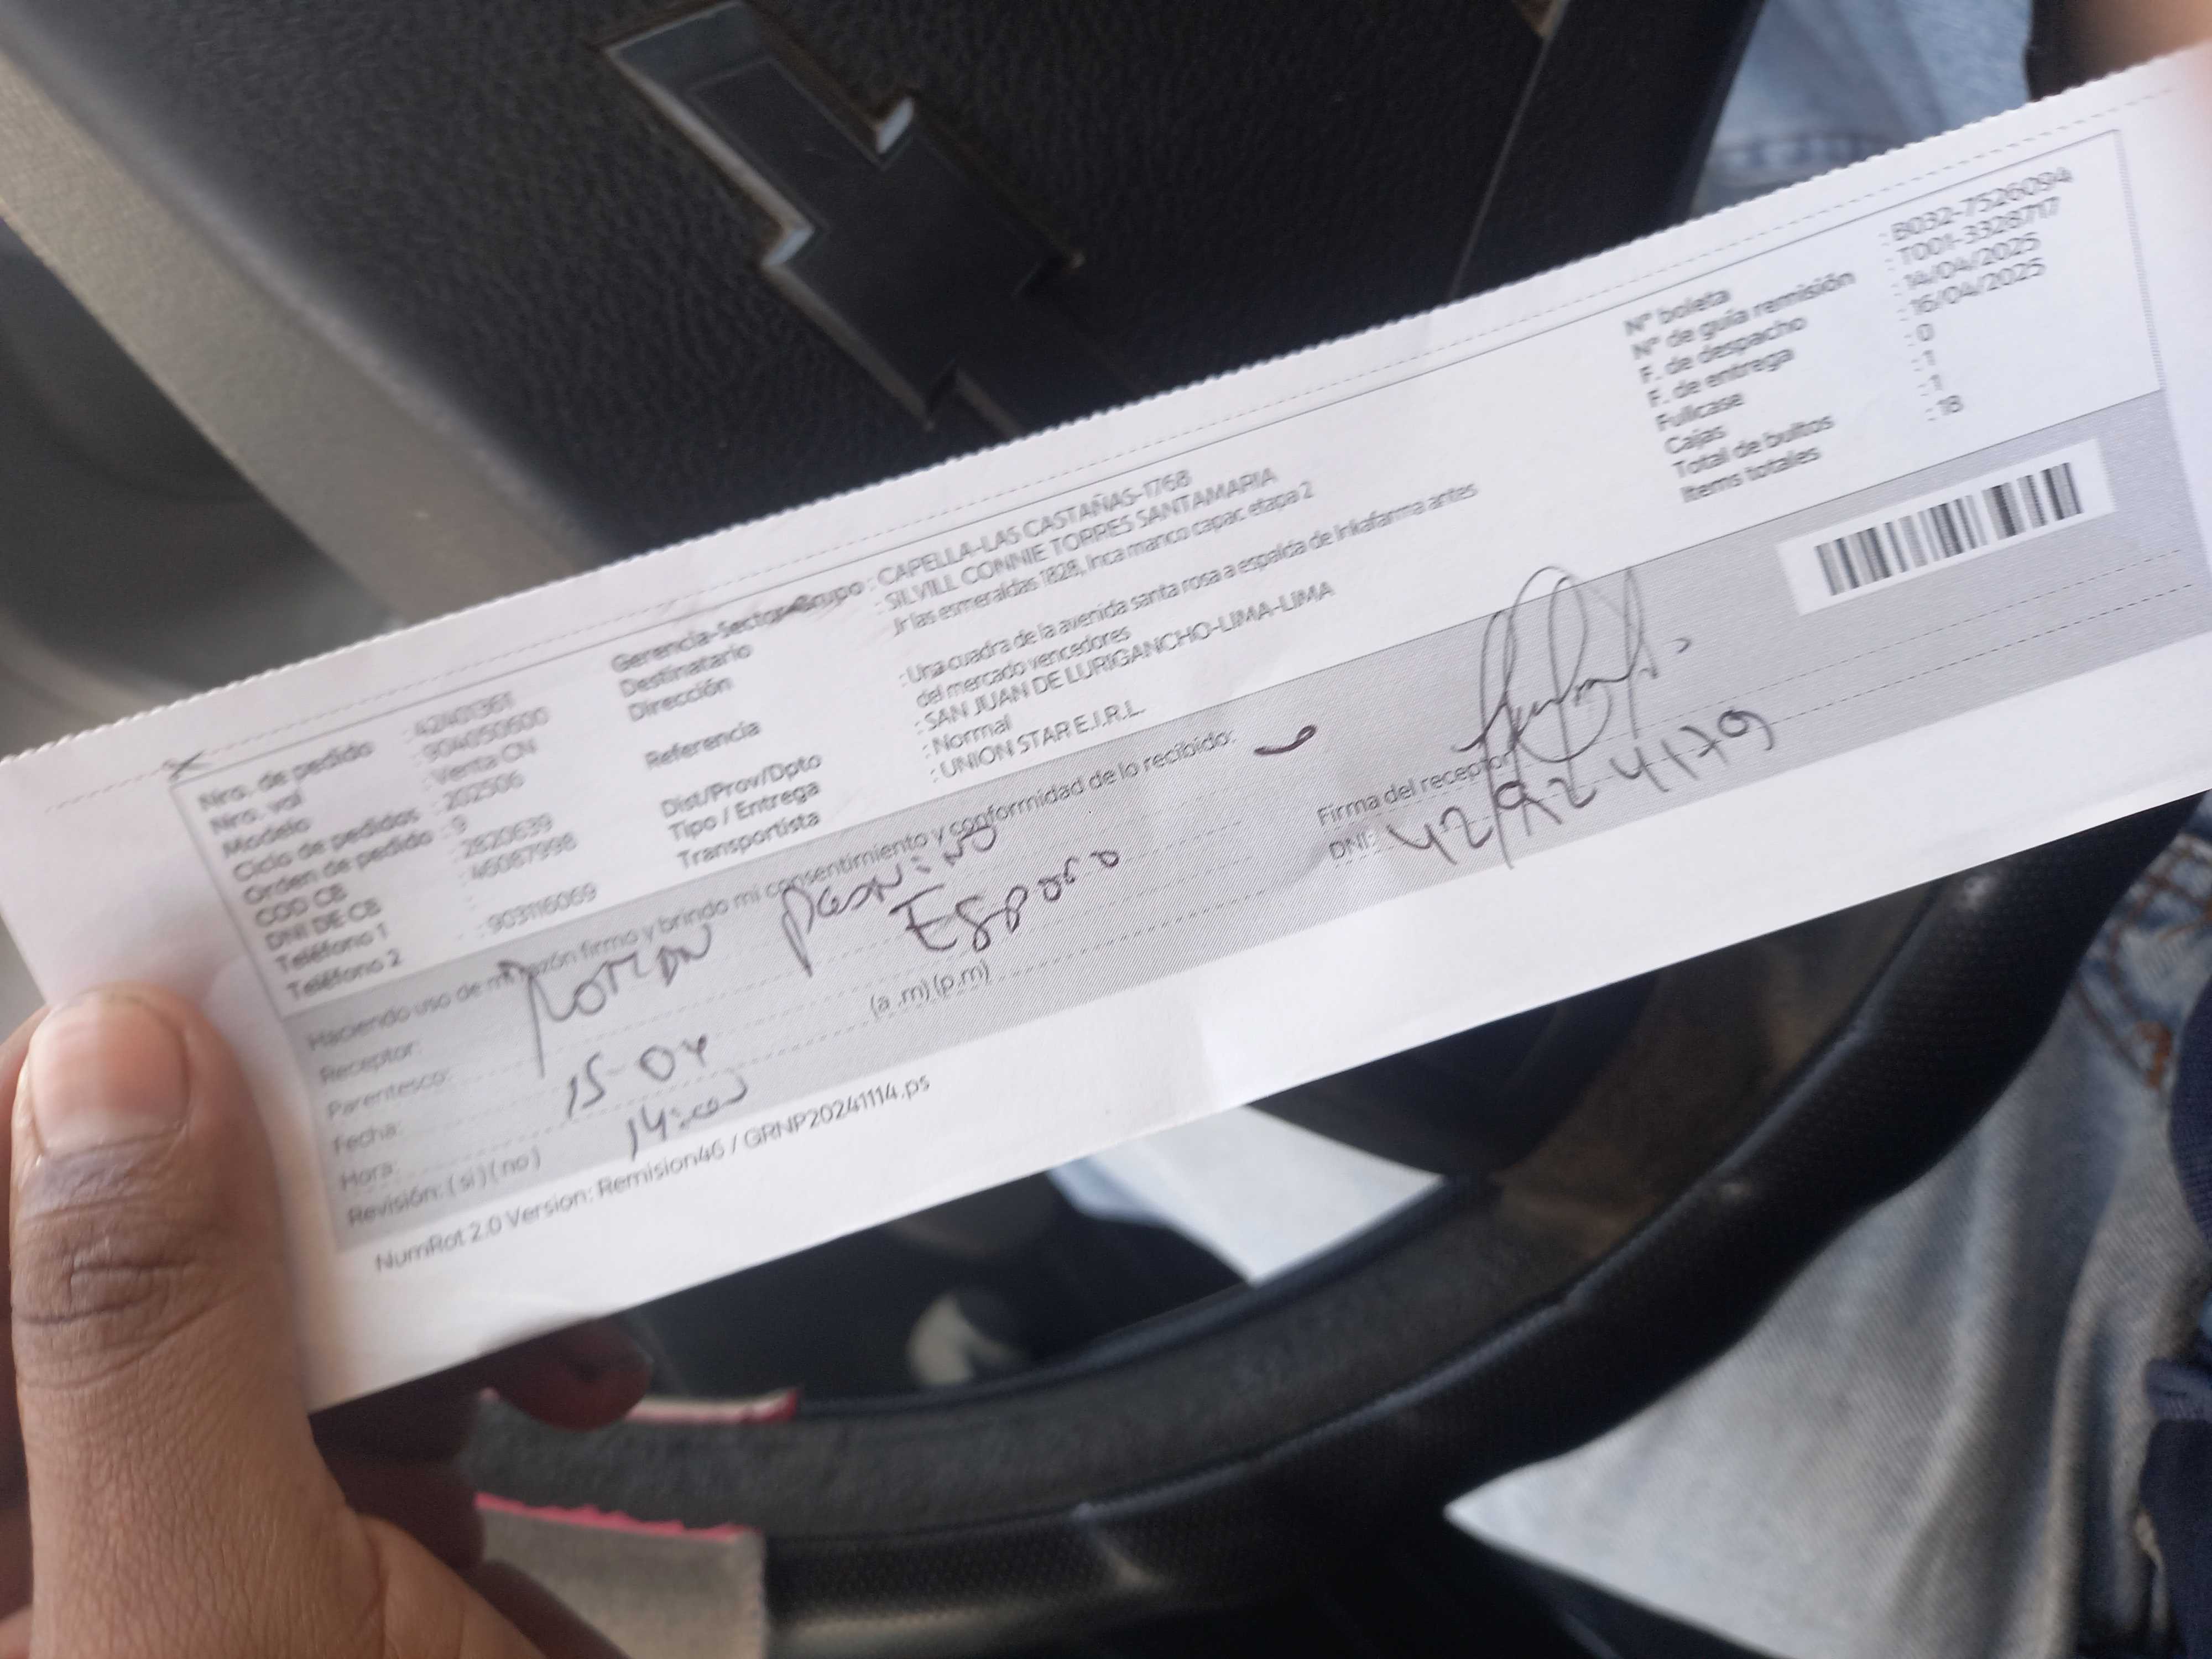 Nro. de pedido : 42401361
Nro. vol : 904050600
Modelo : Venta CN
Ciclo de pedidos : 202506
Orden de pedido : 9
COD CB : 2820639
DNI DE CB : 46087998
Teléfono 1 :
Teléfono 2 : 903116069
Gerencia-Sector-Grupo : CAPELLA-LAS CASTAÑAS-1768
Destinatario : SILVILL CONNIE TORRES SANTAMARIA
Dirección : Jr las esmeraldas 1828, Inca manco capac etapa 2
Referencia : Una cuadra de la avenida santa rosa a espalda de Inkafarma antes
del mercado vencedores
Dist/Prov/Dpto : SAN JUAN DE LURIGANCHO-LIMA-LIMA
Tipo / Entrega : Normal
Transportista : UNION STAR E.I.R.L.
N° boleta : B032-7526094
N° de guía remisión : T001-3328717
F. de despacho : 14/04/2025
F. de entrega : 16/04/2025
Fullcase : 0
Cajas : 1
Total de bultos : 1
Items totales : 18
Haciendo uso de mi razón firmo y brindo mi consentimiento y conformidad de lo recibido:
Receptor:
Parentesco: Esposo
Fecha: 15-04
Hora: 14:00 (a .m) (p.m)
Revisión: ( si ) ( no )
Firma del receptor
DNI:
NumRot 2.0 Version: Remision46 / GRNP20241114.ps